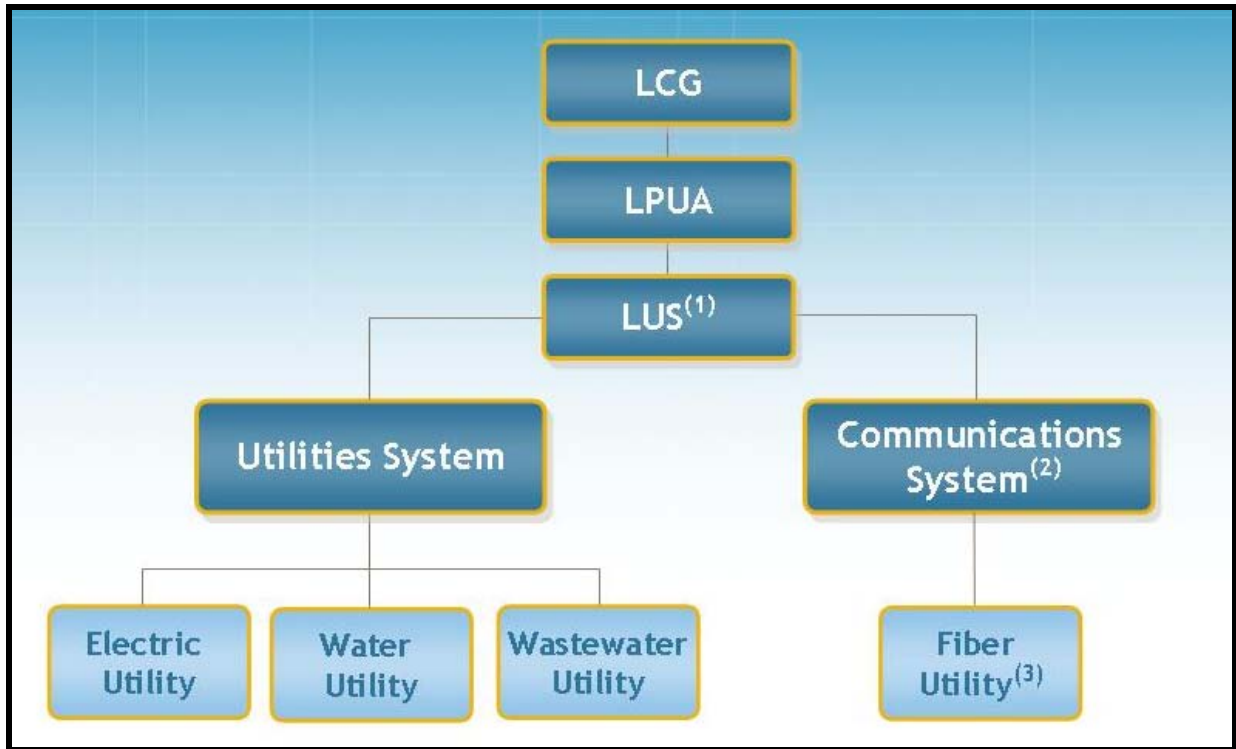 LCG
LPUA
LUS(1)
Utilities System
Communications
System(2)
Electric
Utility
Water
Utility
Wastewater
Utility
Fiber
Utility(3)